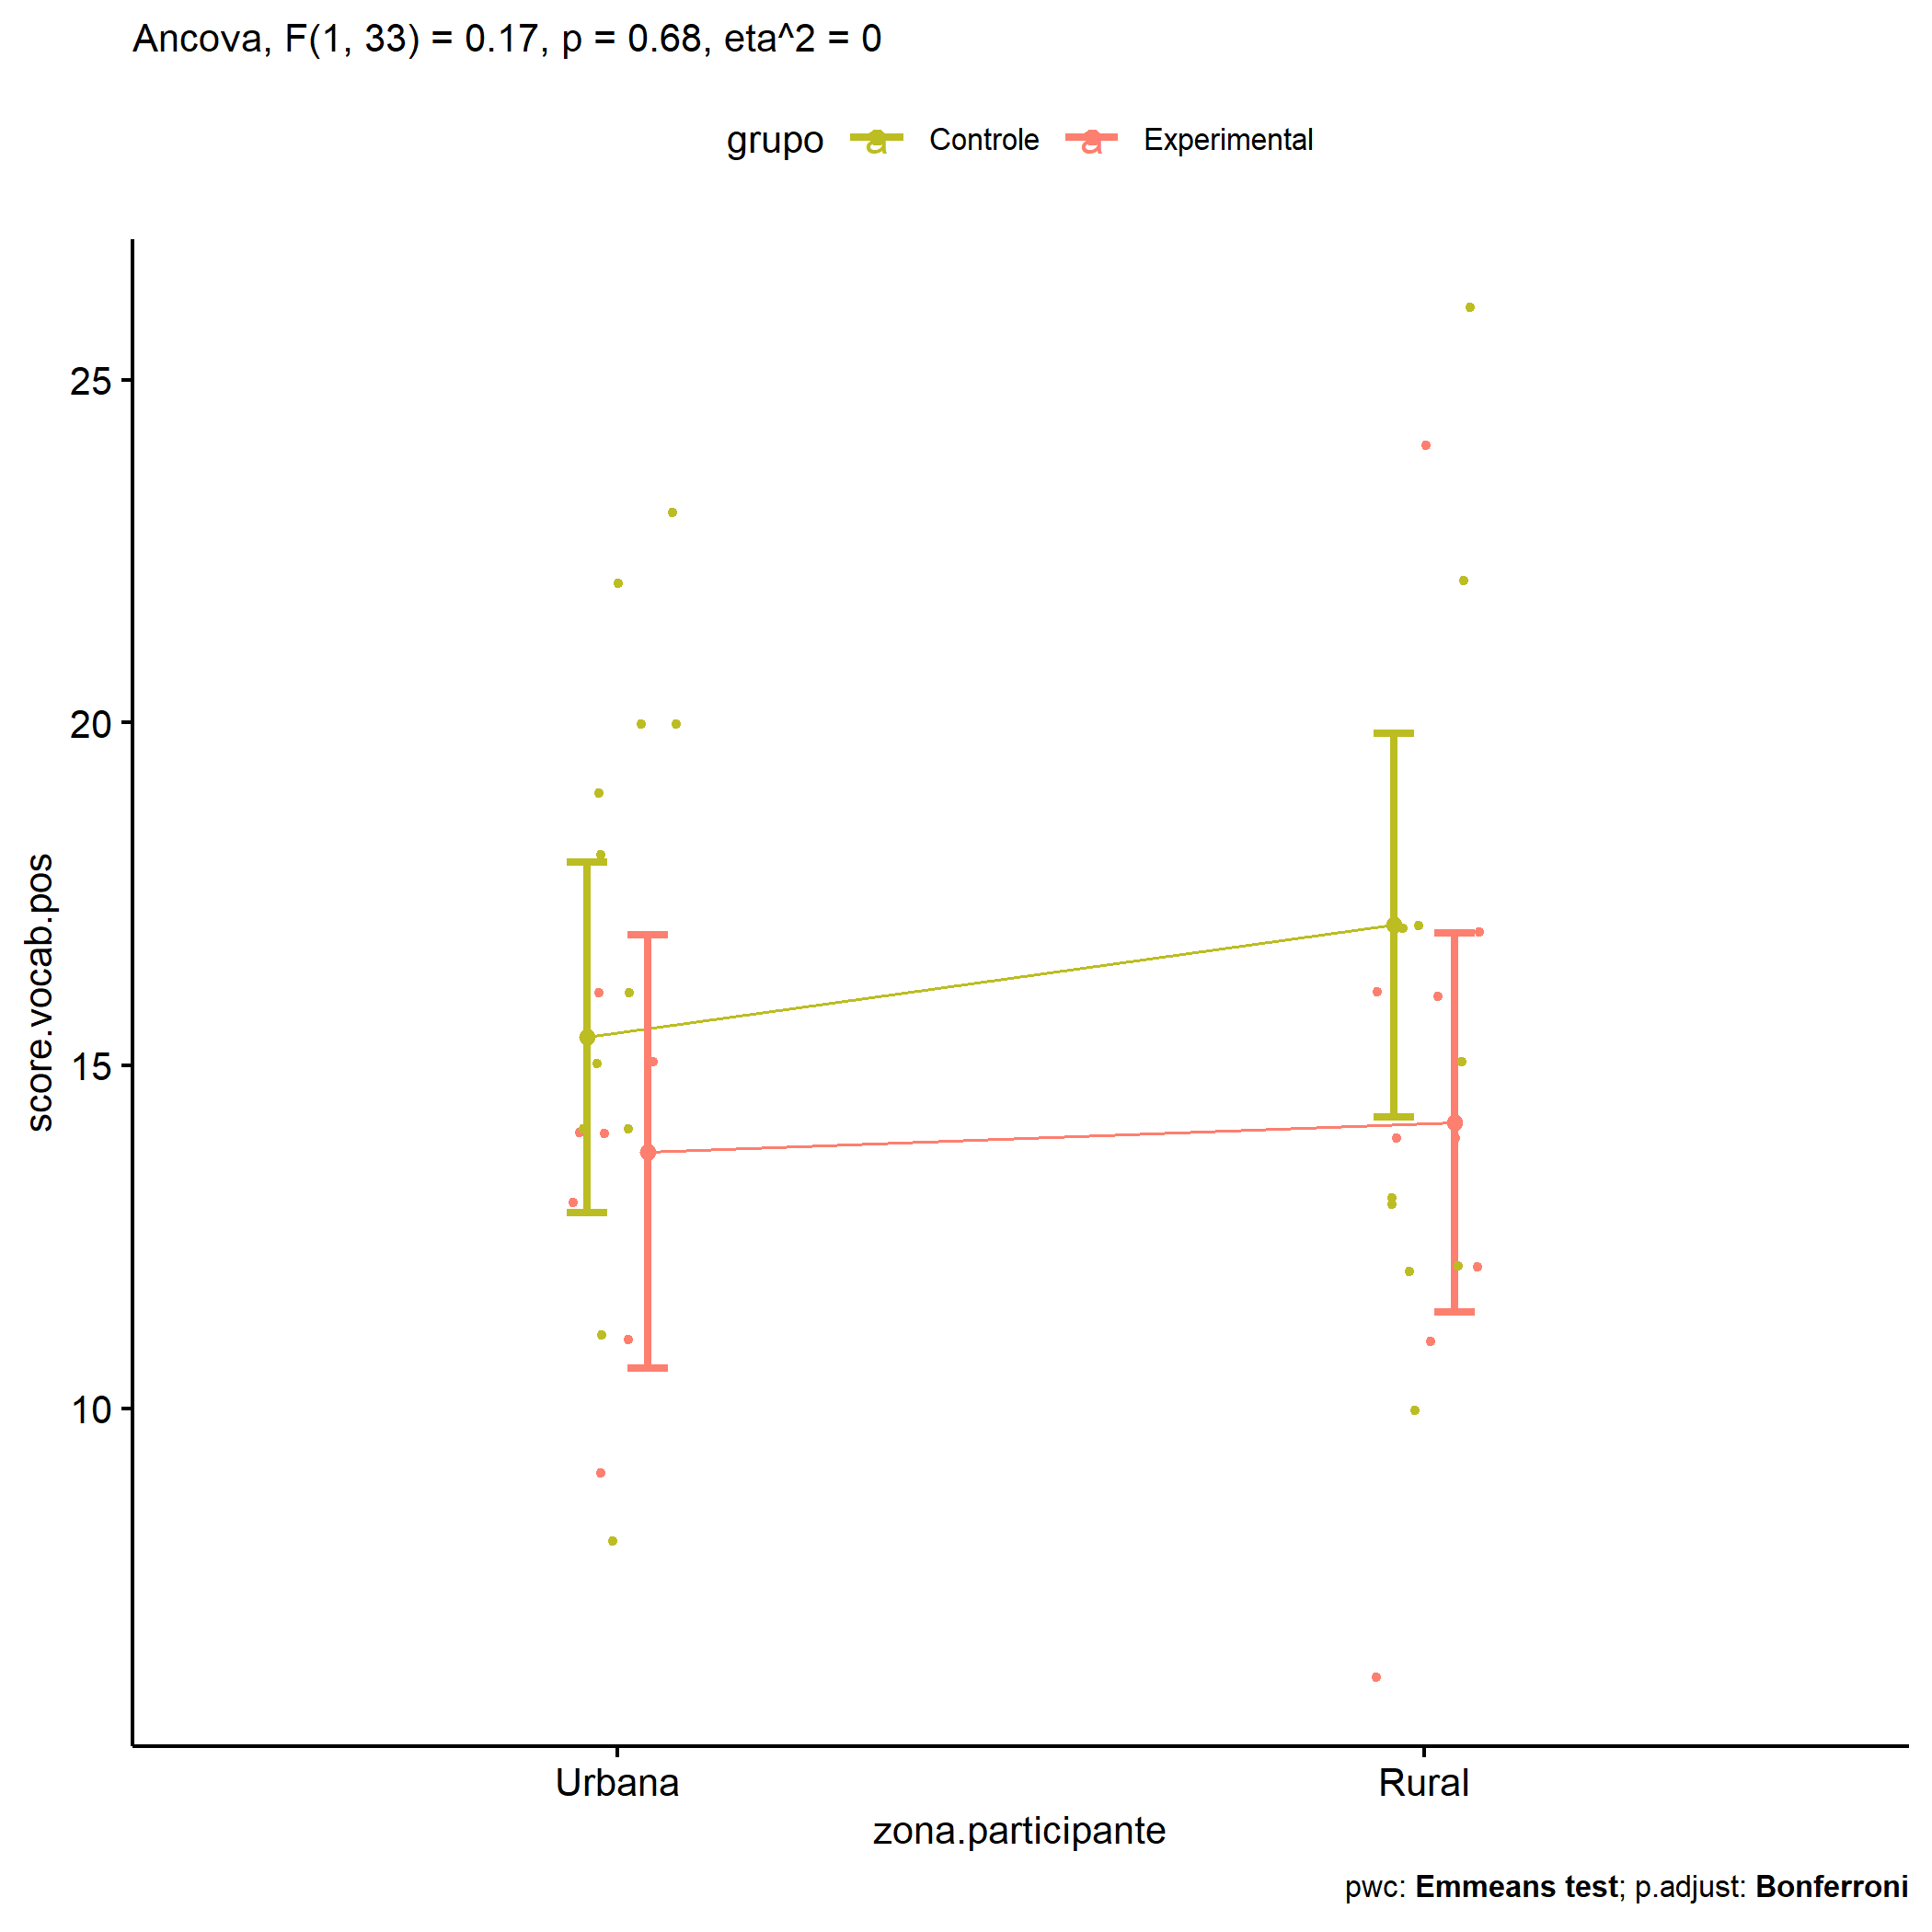 Ancova, F(1, 33) = 0.17, p = 0.68, eta^2 = 0
grupo a Controle a Experimental
25
20
15
10
score.vocab.pos
Urbana Rural
zona.participante
pwc: Emmeans test; p.adjust: Bonferroni